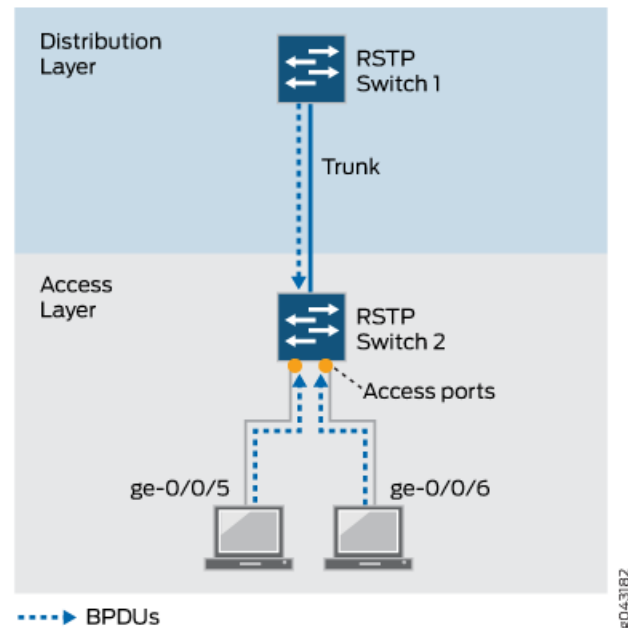 Distribution
Layer
RSTP
Switch 1
Trunk
Access
Layer
RSTP
Switch 2
Access ports
ge-0/0/5
ge-0/0/6
BPDUs
g043182